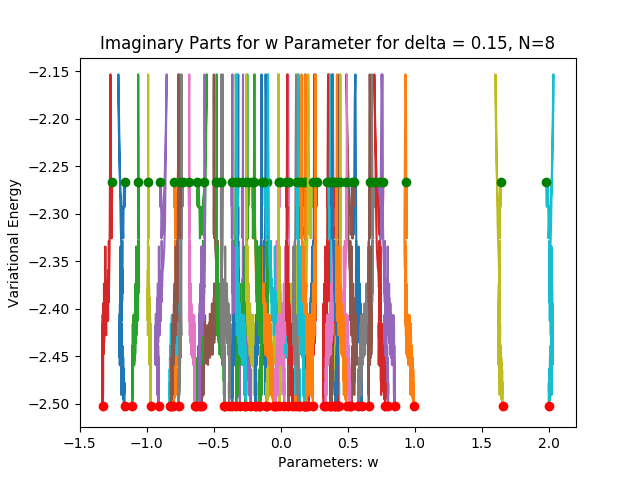 Imaginary Parts for w Parameter for delta = 0.15, N=8
Variational Energy
−2.15
−2.20
−2.25
−2.30
−2.35
−2.40
−2.45
−2.50
−1.5 −1.0 −0.5 0.0 0.5 1.0 1.5 2.0
Parameters: w